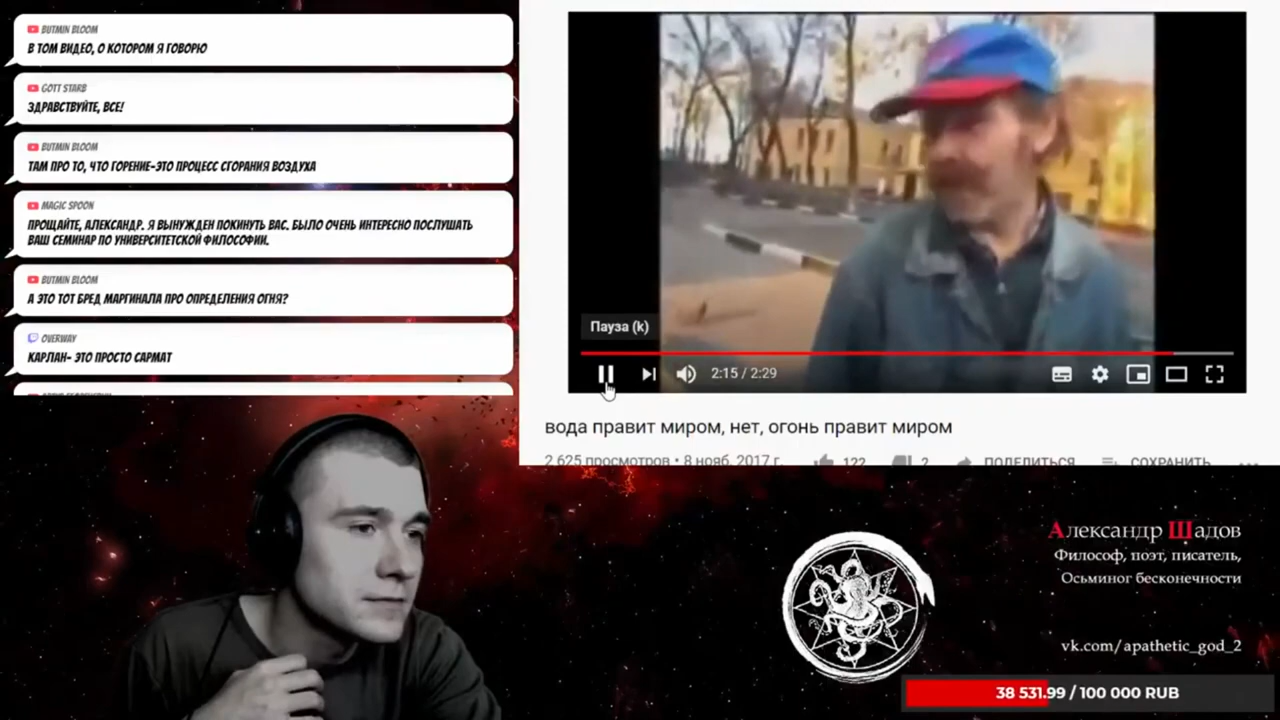 BUTMIN BLOOM
В ТОМ ВИДЕО, О КОТОРОМ Я ГОВОРЮ
GOTT STARB
ЗДРАВСТВУЙТЕ, ВСЕ!
BUTMIN BLOOM
ТАМ ПРО ТО, ЧТО ГОРЕНИЕ-ЭТО ПРОЦЕСС СГОРАНИЯ ВОЗДУХА
MAGIC SPOON
ПРОЩАЙТЕ, АЛЕКСАНДР. Я ВЫНУЖДЕН ПОКИНУТЬ ВАС. БЫЛО ОЧЕНЬ ИНТЕРЕСНО ПОСЛУШАТЬ
ВАШ СЕМИНАР ПО УНИВЕРСИТЕТСКОЙ ФИЛОСОФИИ.
BUTMIN BLOOM
А ЭТО ТОТ БРЕД МАРГИНАЛА ПРО ОПРЕДЕЛЕНИЯ ОГНЯ?
OVERWAY
КАРЛАН- ЭТО ПРОСТО САРМАТ
Пауза (k)
2:15 / 2:29
вода правит миром, нет, огонь правит миром
2 625 просмотров • 8 нояб. 2017 г.
122
2
ПОДЕЛИТЬСЯ
СОХРАНИТЬ
Александр Шадов
Философ, поэт, писатель,
Осьминог бесконечности
vk.com/apathetic_god_2
38 531.99 / 100 000 RUB